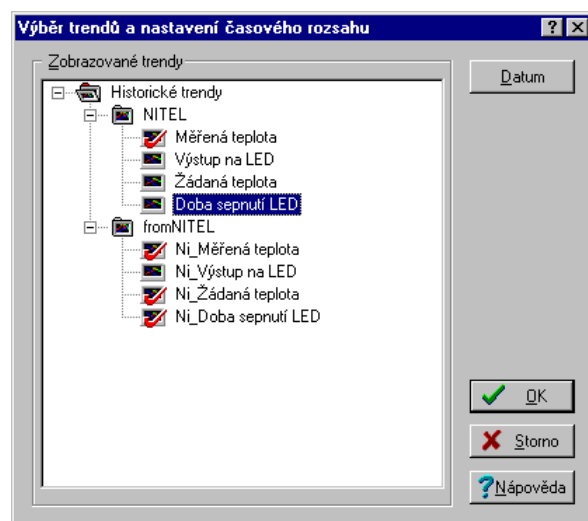 Výběr trendů a nastavení časového rozsahu
Zobrazované trendy
Datum
Historické trendy
NITEL
Měřená teplota
Výstup na LED
Žádaná teplota
Doba sepnutí LED
fromNITEL
Ni_Měřená teplota
Ni_Výstup na LED
Ni_Žádaná teplota
Ni_Doba sepnutí LED
OK
Storno
Nápověda